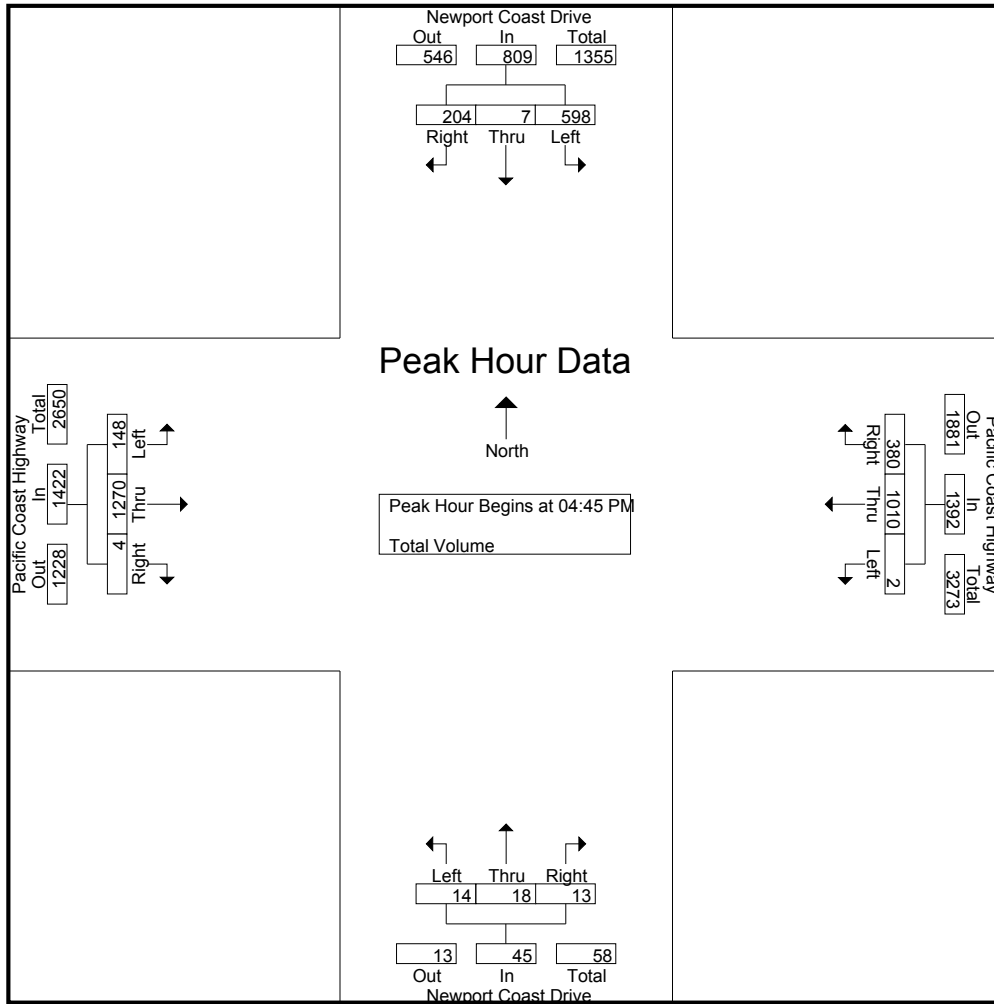 Newport Coast Drive
Out In Total
546 809 1355
204 7 598
Right Thru Left
Peak Hour Data
North
Peak Hour Begins at 04:45 PM
Total Volume
Pacific Coast Highway
Total In Out
2650 1422 1228
148 1270 4
Left Thru Right
Pacific Coast Highway
Out In Total
1881 1392 3273
380 1010 2
Right Thru Left
Left Thru Right
14 18 13
13 45 58
Out In Total
Newport Coast Drive